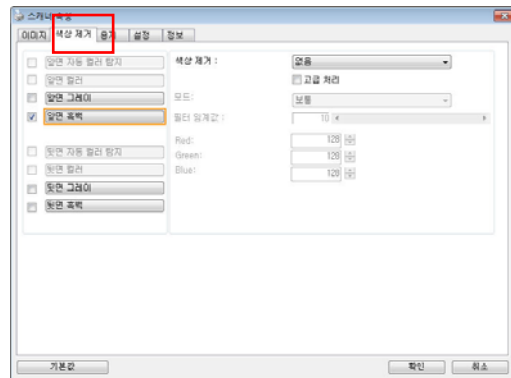 스캐너 속성
이미지 색상 제거 용지 설정 정보
앞면 자동 컬러 탐지
앞면 컬러
앞면 그레이
앞면 흑백
뒷면 자동 컬러 탐지
뒷면 컬러
뒷면 그레이
뒷면 흑백
색상 제거 : 없음
고급 처리
모드: 보통
필터 임계값 : 10
Red: 128
Green: 128
Blue: 128
기본값 확인 취소